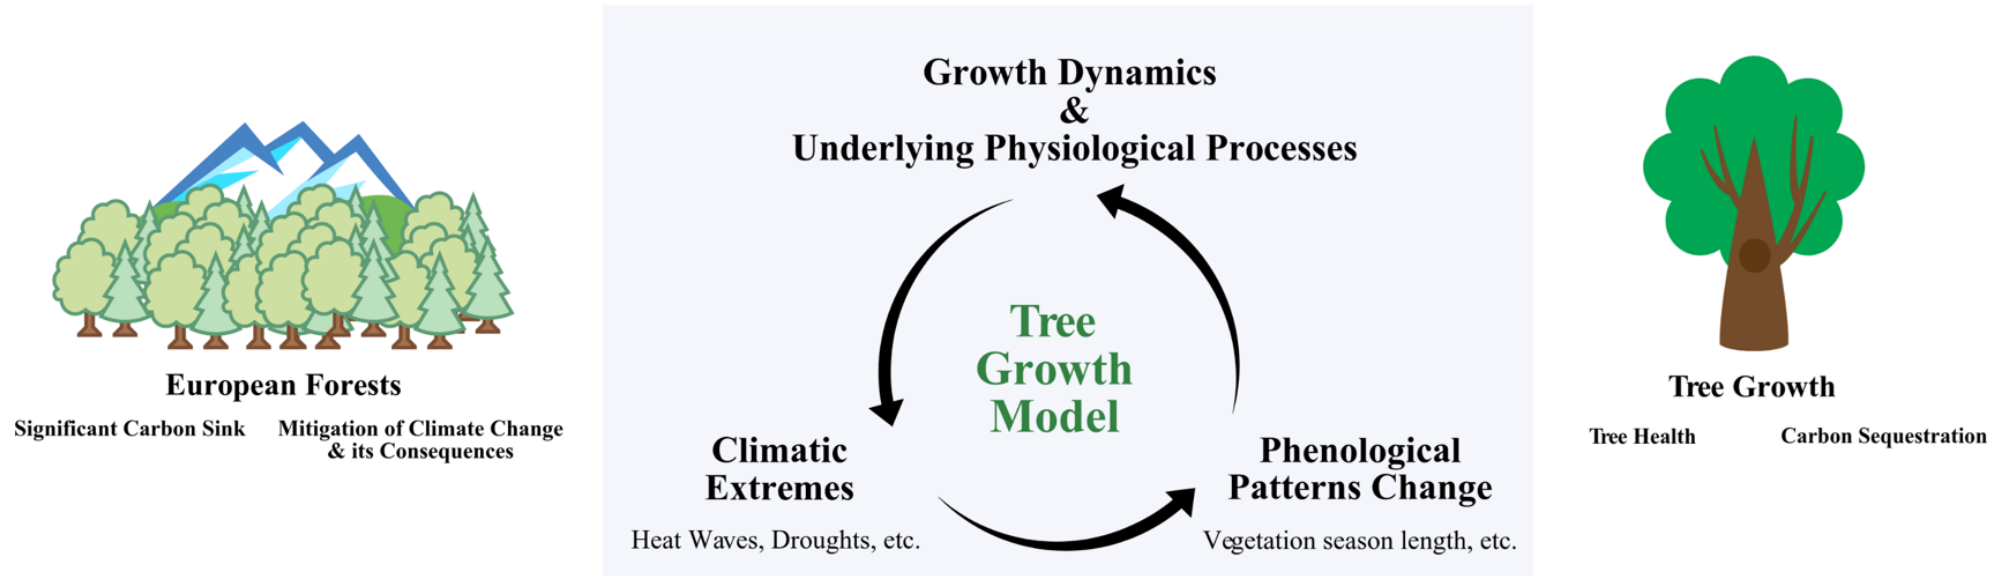 European Forests
Significant Carbon Sink
Mitigation of Climate Change
& its Consequences
Growth Dynamics
&
Underlying Physiological Processes
Tree
Growth
Model
Climatic
Extremes
Heat Waves, Droughts, etc.
Phenological
Patterns Change
Vegetation season length, etc.
Tree Growth
Tree Health
Carbon Sequestration